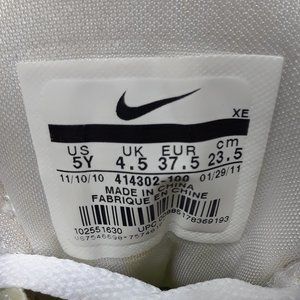 XE
US UK EUR cm
5Y 4.5 37.5 23.5
11/10/10 414302-100 01/29/11
MADE IN CHINA
FABRIQUE EN CHINE
102551630